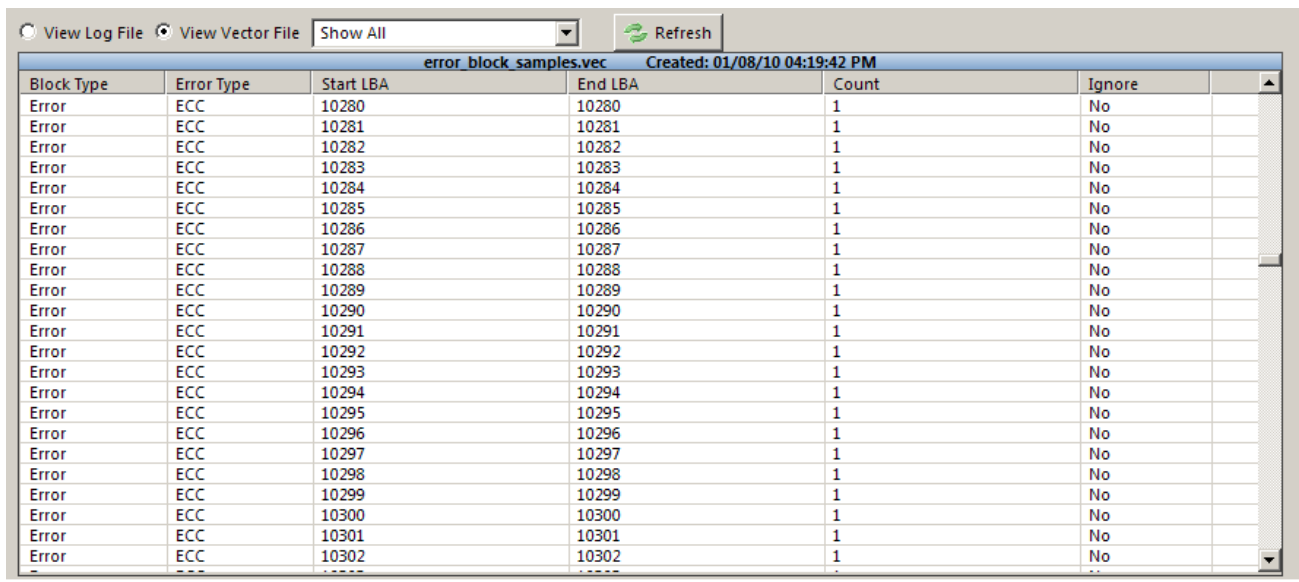 View Log File View Vector File Show All Refresh
error_block_samples.vec Created: 01/08/10 04:19:42 PM
Block Type Error Type Start LBA End LBA Count Ignore
Error ECC 10280 10280 1 No
Error ECC 10281 10281 1 No
Error ECC 10282 10282 1 No
Error ECC 10283 10283 1 No
Error ECC 10284 10284 1 No
Error ECC 10285 10285 1 No
Error ECC 10286 10286 1 No
Error ECC 10287 10287 1 No
Error ECC 10288 10288 1 No
Error ECC 10289 10289 1 No
Error ECC 10290 10290 1 No
Error ECC 10291 10291 1 No
Error ECC 10292 10292 1 No
Error ECC 10293 10293 1 No
Error ECC 10294 10294 1 No
Error ECC 10295 10295 1 No
Error ECC 10296 10296 1 No
Error ECC 10297 10297 1 No
Error ECC 10298 10298 1 No
Error ECC 10299 10299 1 No
Error ECC 10300 10300 1 No
Error ECC 10301 10301 1 No
Error ECC 10302 10302 1 No